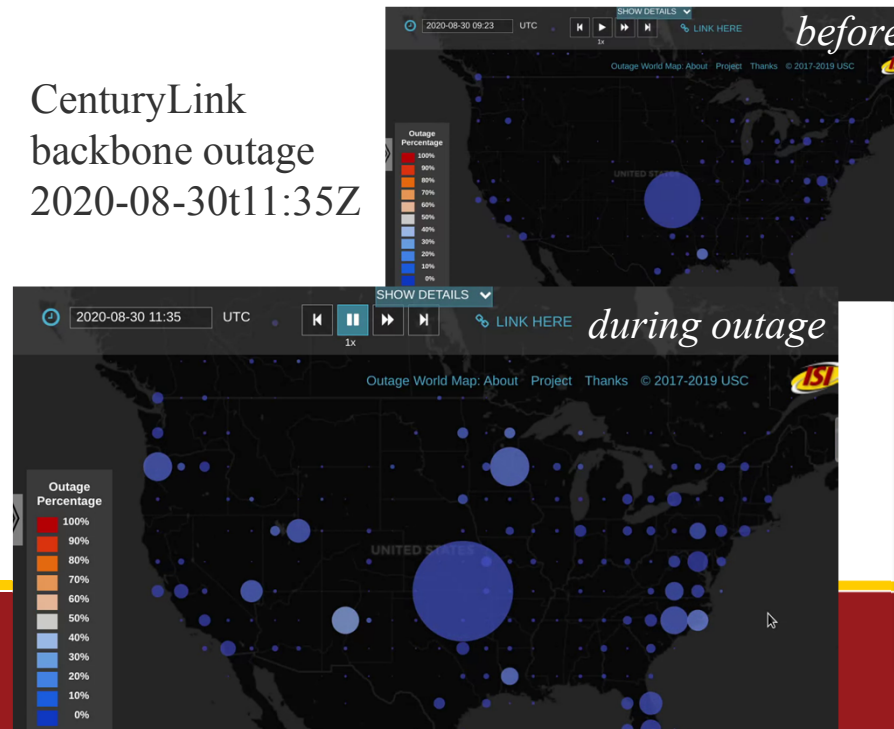 CenturyLink
backbone outage
2020-08-30t11:35Z
SHOW DETAILS
2020-08-30 09:23 UTC
1x
LINK HERE
before
Outage World Map: About Project Thanks © 2017-2019 USC
Outage
Percentage
100%
90%
80%
70%
60%
50%
40%
30%
20%
10%
0%
UNITED STATES
SHOW DETAILS
2020-08-30 11:35 UTC
1x
LINK HERE
during outage
Outage World Map: About Project Thanks © 2017-2019 USC
ISI
Outage
Percentage
100%
90%
80%
70%
60%
50%
40%
30%
20%
10%
0%
UNITED STATES